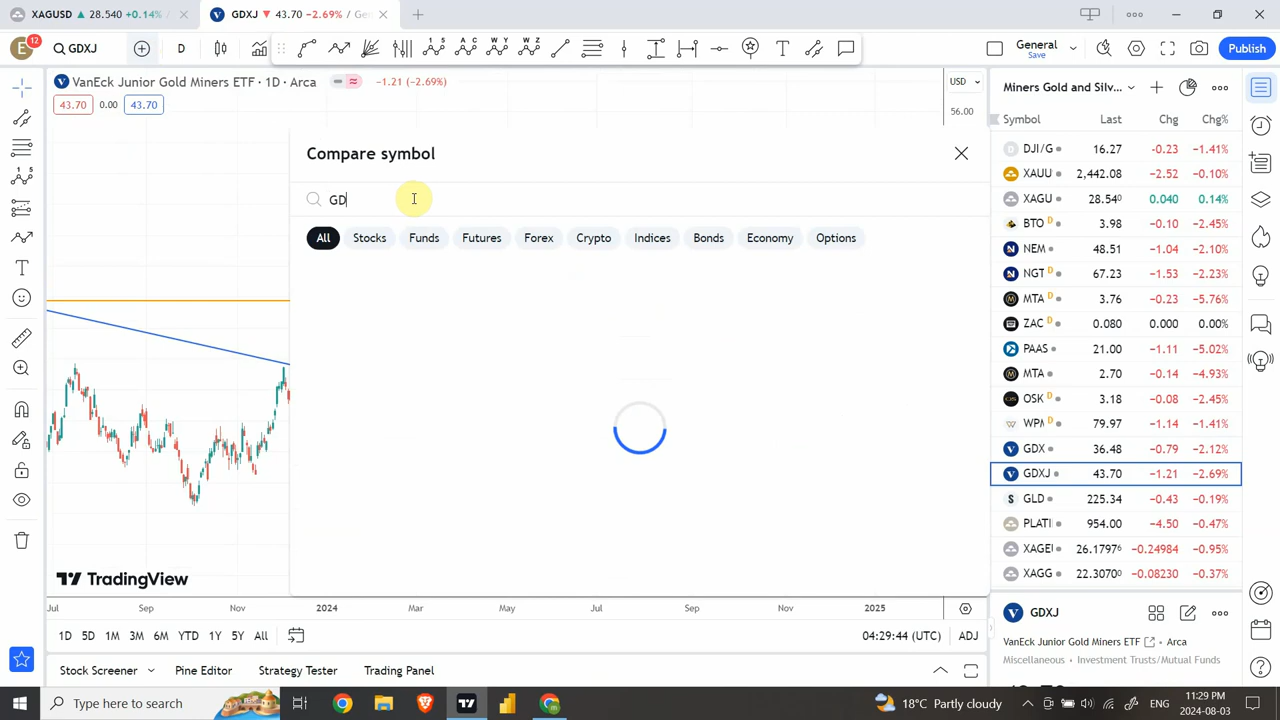 XAGUSD ▲ 28.540 +0.14%
GDXJ ▼ 43.70 −2.69% / Ge
E 12
GDXJ
D
General
Save
Publish
VanEck Junior Gold Miners ETF · 1D · Arca
−1.21 (−2.69%)
43.70 0.00 43.70
USD
56.00
Compare symbol
GD
All Stocks Funds Futures Forex Crypto Indices Bonds Economy Options
TradingView
Jul Sep Nov 2024 Mar May Jul Sep Nov 2025
1D 5D 1M 3M 6M YTD 1Y 5Y All
04:29:44 (UTC) ADJ
Stock Screener Pine Editor Strategy Tester Trading Panel
Miners Gold and Silv...
Symbol Last Chg Chg%
DJI/G 16.27 −0.23 −1.41%
XAUU 2,442.08 −2.52 −0.10%
XAGU 28.540 0.040 0.14%
BTO D 3.98 −0.10 −2.45%
NEM 48.51 −1.04 −2.10%
NGT D 67.23 −1.53 −2.23%
MTA D 3.76 −0.23 −5.76%
ZAC D 0.080 0.000 0.00%
PAAS 21.00 −1.11 −5.02%
MTA 2.70 −0.14 −4.93%
OSK 3.18 −0.08 −2.45%
WPM 79.97 −1.14 −1.41%
GDX 36.48 −0.79 −2.12%
GDXJ 43.70 −1.21 −2.69%
GLD 225.34 −0.43 −0.19%
PLATI 954.00 −4.50 −0.47%
XAGE 26.17976 −0.24984 −0.95%
XAGG 22.3070 −0.08230 −0.37%
GDXJ
VanEck Junior Gold Miners ETF · Arca
Miscellaneous · Investment Trusts/Mutual Funds
Type here to search
18°C Partly cloudy
11:29 PM
2024-08-03